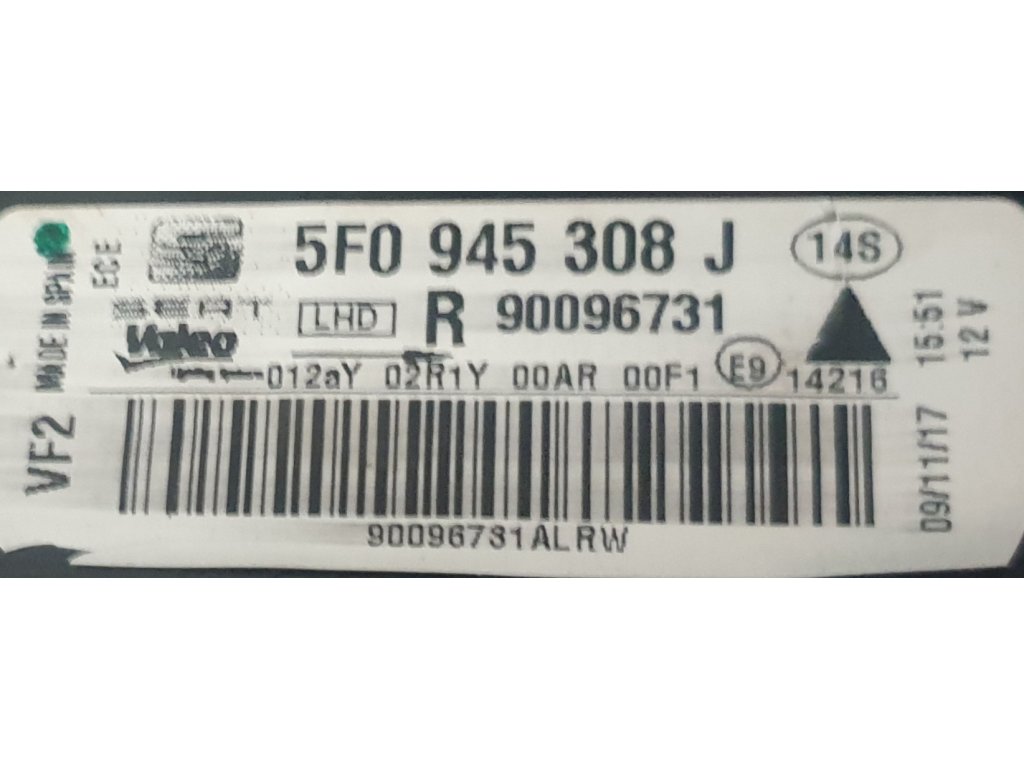 5F0 945 308 J 14S
SEAT LHD R 90096731
Valeo
012aY 02R1Y 00AR 00F1 E9 14216
90096731ALRW
VF2 MADE IN SPAIN
ECE
09/11/17 15:51
12 V